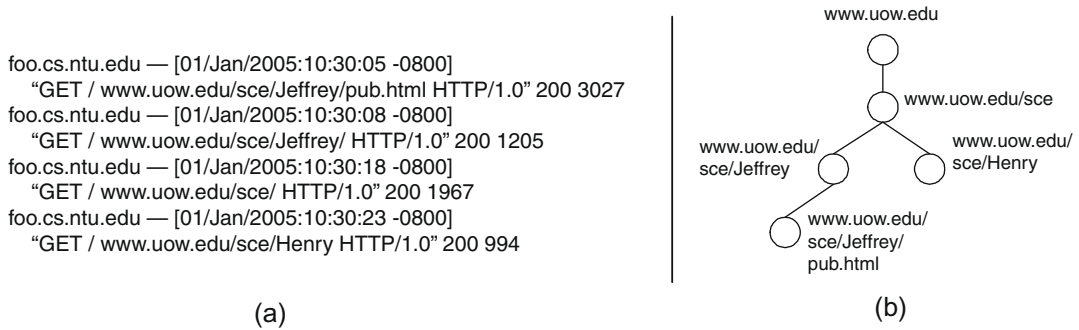 foo.cs.ntu.edu — [01/Jan/2005:10:30:05 -0800]
“GET / www.uow.edu/sce/Jeffrey/pub.html HTTP/1.0” 200 3027
foo.cs.ntu.edu — [01/Jan/2005:10:30:08 -0800]
“GET / www.uow.edu/sce/Jeffrey/ HTTP/1.0” 200 1205
foo.cs.ntu.edu — [01/Jan/2005:10:30:18 -0800]
“GET / www.uow.edu/sce/ HTTP/1.0” 200 1967
foo.cs.ntu.edu — [01/Jan/2005:10:30:23 -0800]
“GET / www.uow.edu/sce/Henry HTTP/1.0” 200 994
(a)
www.uow.edu
www.uow.edu/sce
www.uow.edu/
sce/Jeffrey
www.uow.edu/
sce/Henry
www.uow.edu/
sce/Jeffrey/
pub.html
(b)